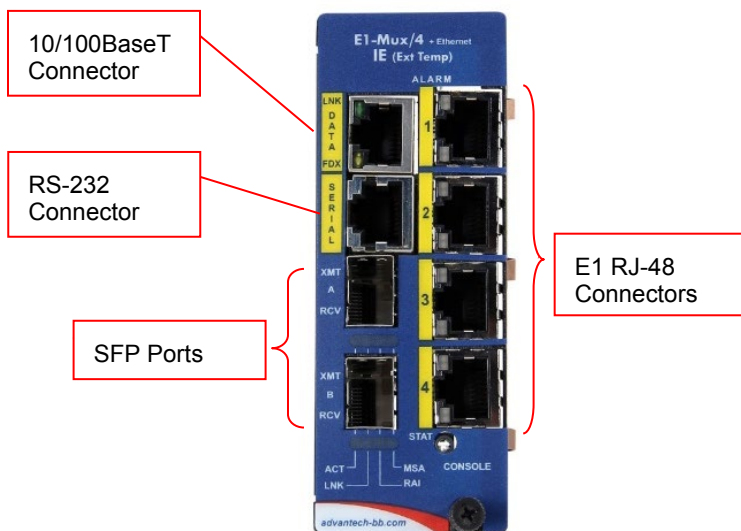 10/100BaseT
Connector
RS-232
Connector
SFP Ports
E1-Mux/4 + Ethernet
IE (Ext Temp)
ALARM
LNK
DATA
FDX
SERIAL
XMT
A
RCV
XMT
B
RCV
1
2
3
4
STAT
ACT
LNK
MSA
RAI
CONSOLE
advantech-bb.com
E1 RJ-48
Connectors